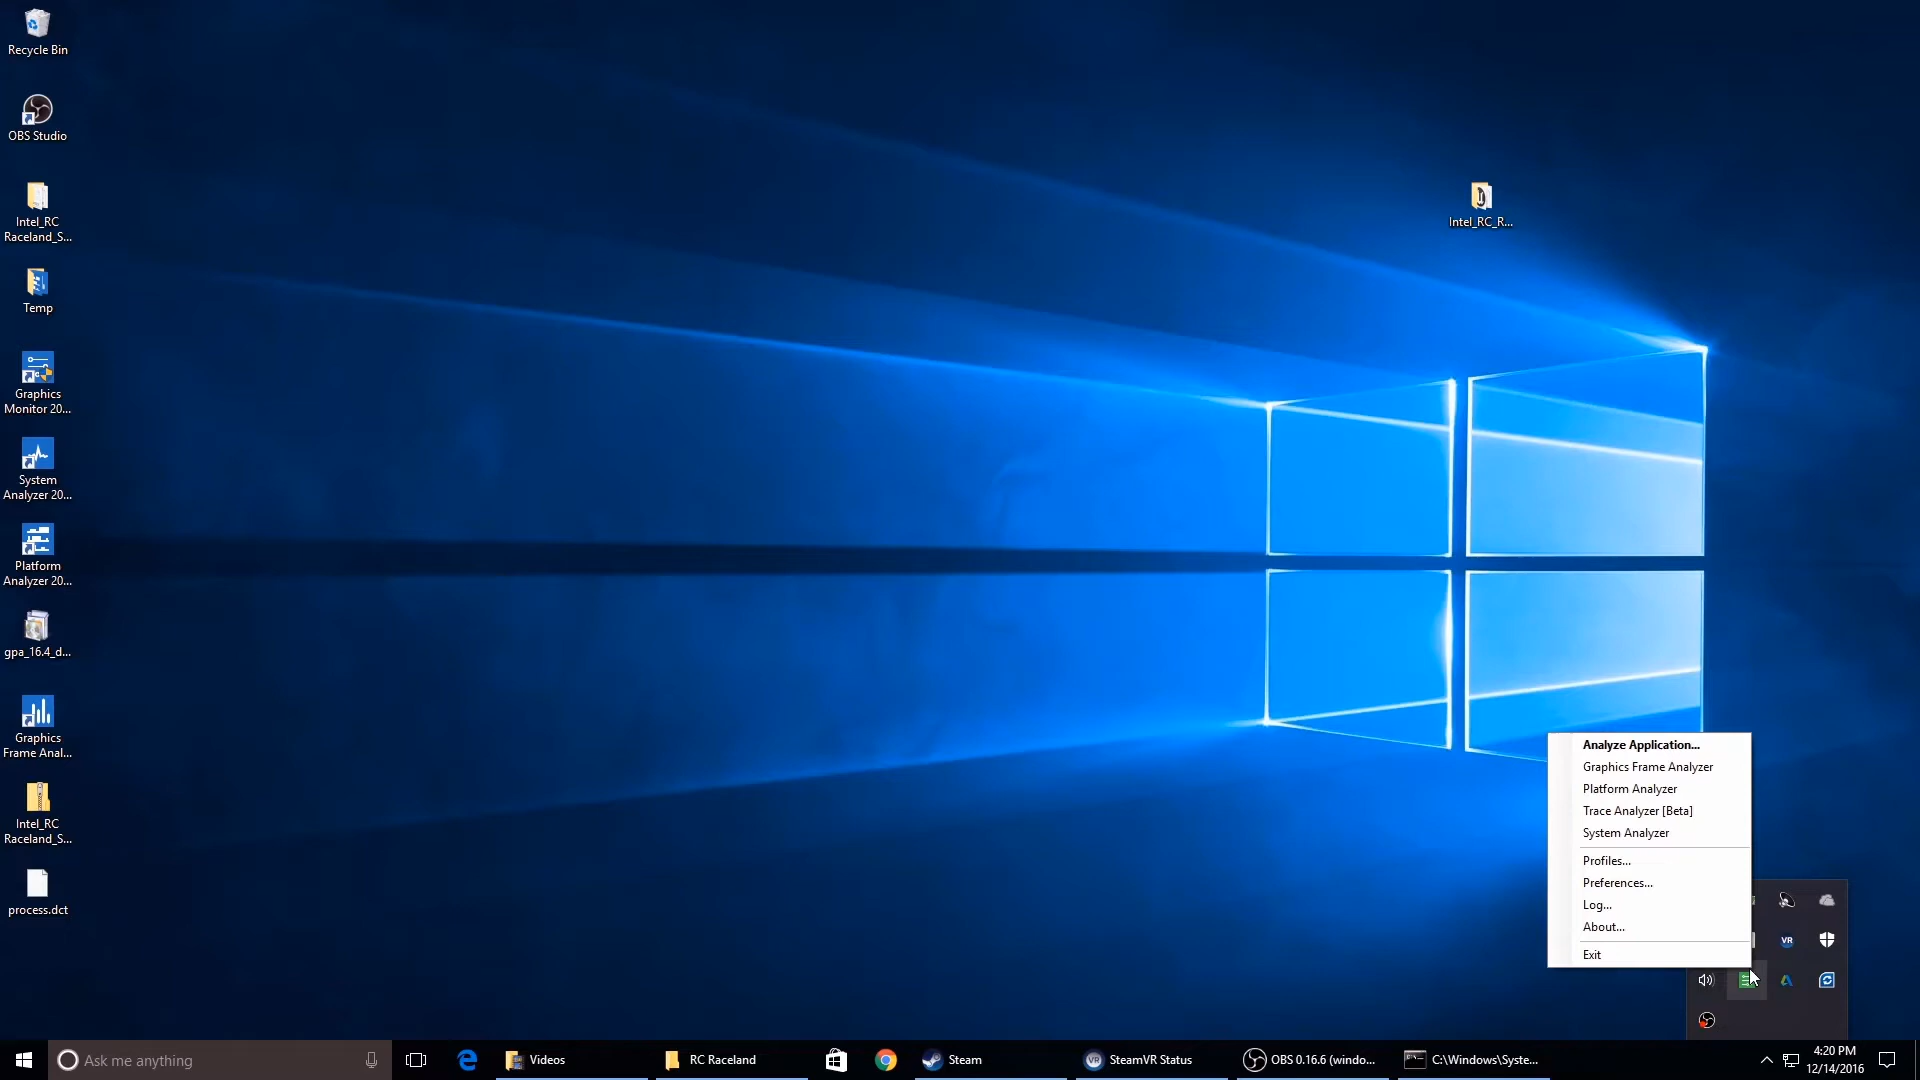 Recycle Bin
OBS Studio
Intel_RC
Raceland_S...
Temp
Graphics
Monitor 20...
System
Analyzer 20...
Platform
Analyzer 20...
gpa_16.4_d...
Graphics
Frame Anal...
Intel_RC
Raceland_S...
process.dct
Intel_RC_R...
Analyze Application...
Graphics Frame Analyzer
Platform Analyzer
Trace Analyzer [Beta]
System Analyzer
Profiles...
Preferences...
Log...
About...
Exit
VR
Ask me anything
Videos
RC Raceland
Steam
VR
SteamVR Status
OBS 0.16.6 (windo...
C:\Windows\Syste...
4:20 PM
12/14/2016